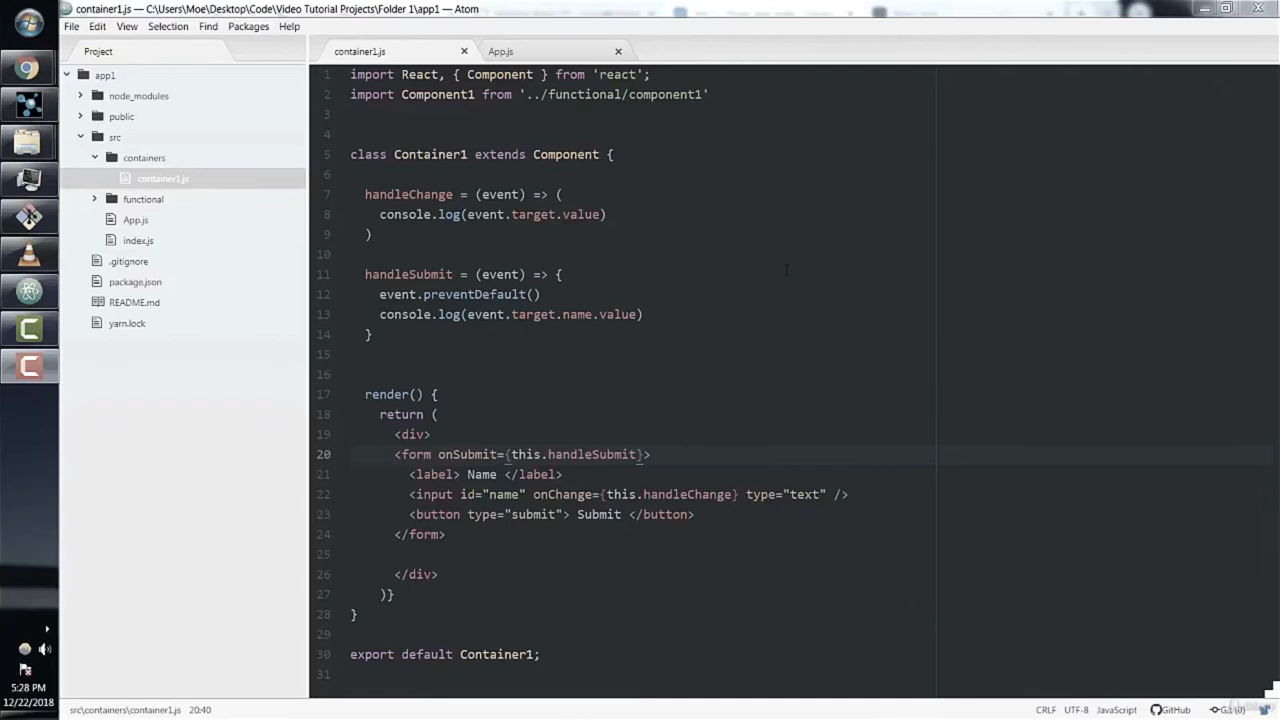 container1.js — C:\Users\Moe\Desktop\Code\Video Tutorial Projects\Folder 1\app1 — Atom
File Edit View Selection Find Packages Help
Project
container1.js
App.js
app1
node_modules
public
src
containers
container1.js
functional
App.js
index.js
.gitignore
package.json
README.md
yarn.lock
1 import React, { Component } from 'react';
2 import Component1 from '../functional/component1'
3
4
5 class Container1 extends Component {
6
7 handleChange = (event) => (
8 console.log(event.target.value)
9 )
10
11 handleSubmit = (event) => {
12 event.preventDefault()
13 console.log(event.target.name.value)
14 }
15
16
17 render() {
18 return (
19 <div>
20 <form onSubmit={this.handleSubmit}>
21 <label> Name </label>
22 <input id="name" onChange={this.handleChange} type="text" />
23 <button type="submit"> Submit </button>
24 </form>
25
26 </div>
27 )}
28 }
29
30 export default Container1;
31
5:28 PM
12/22/2018
src\containers\container1.js 20:40
CRLF UTF-8 JavaScript GitHub